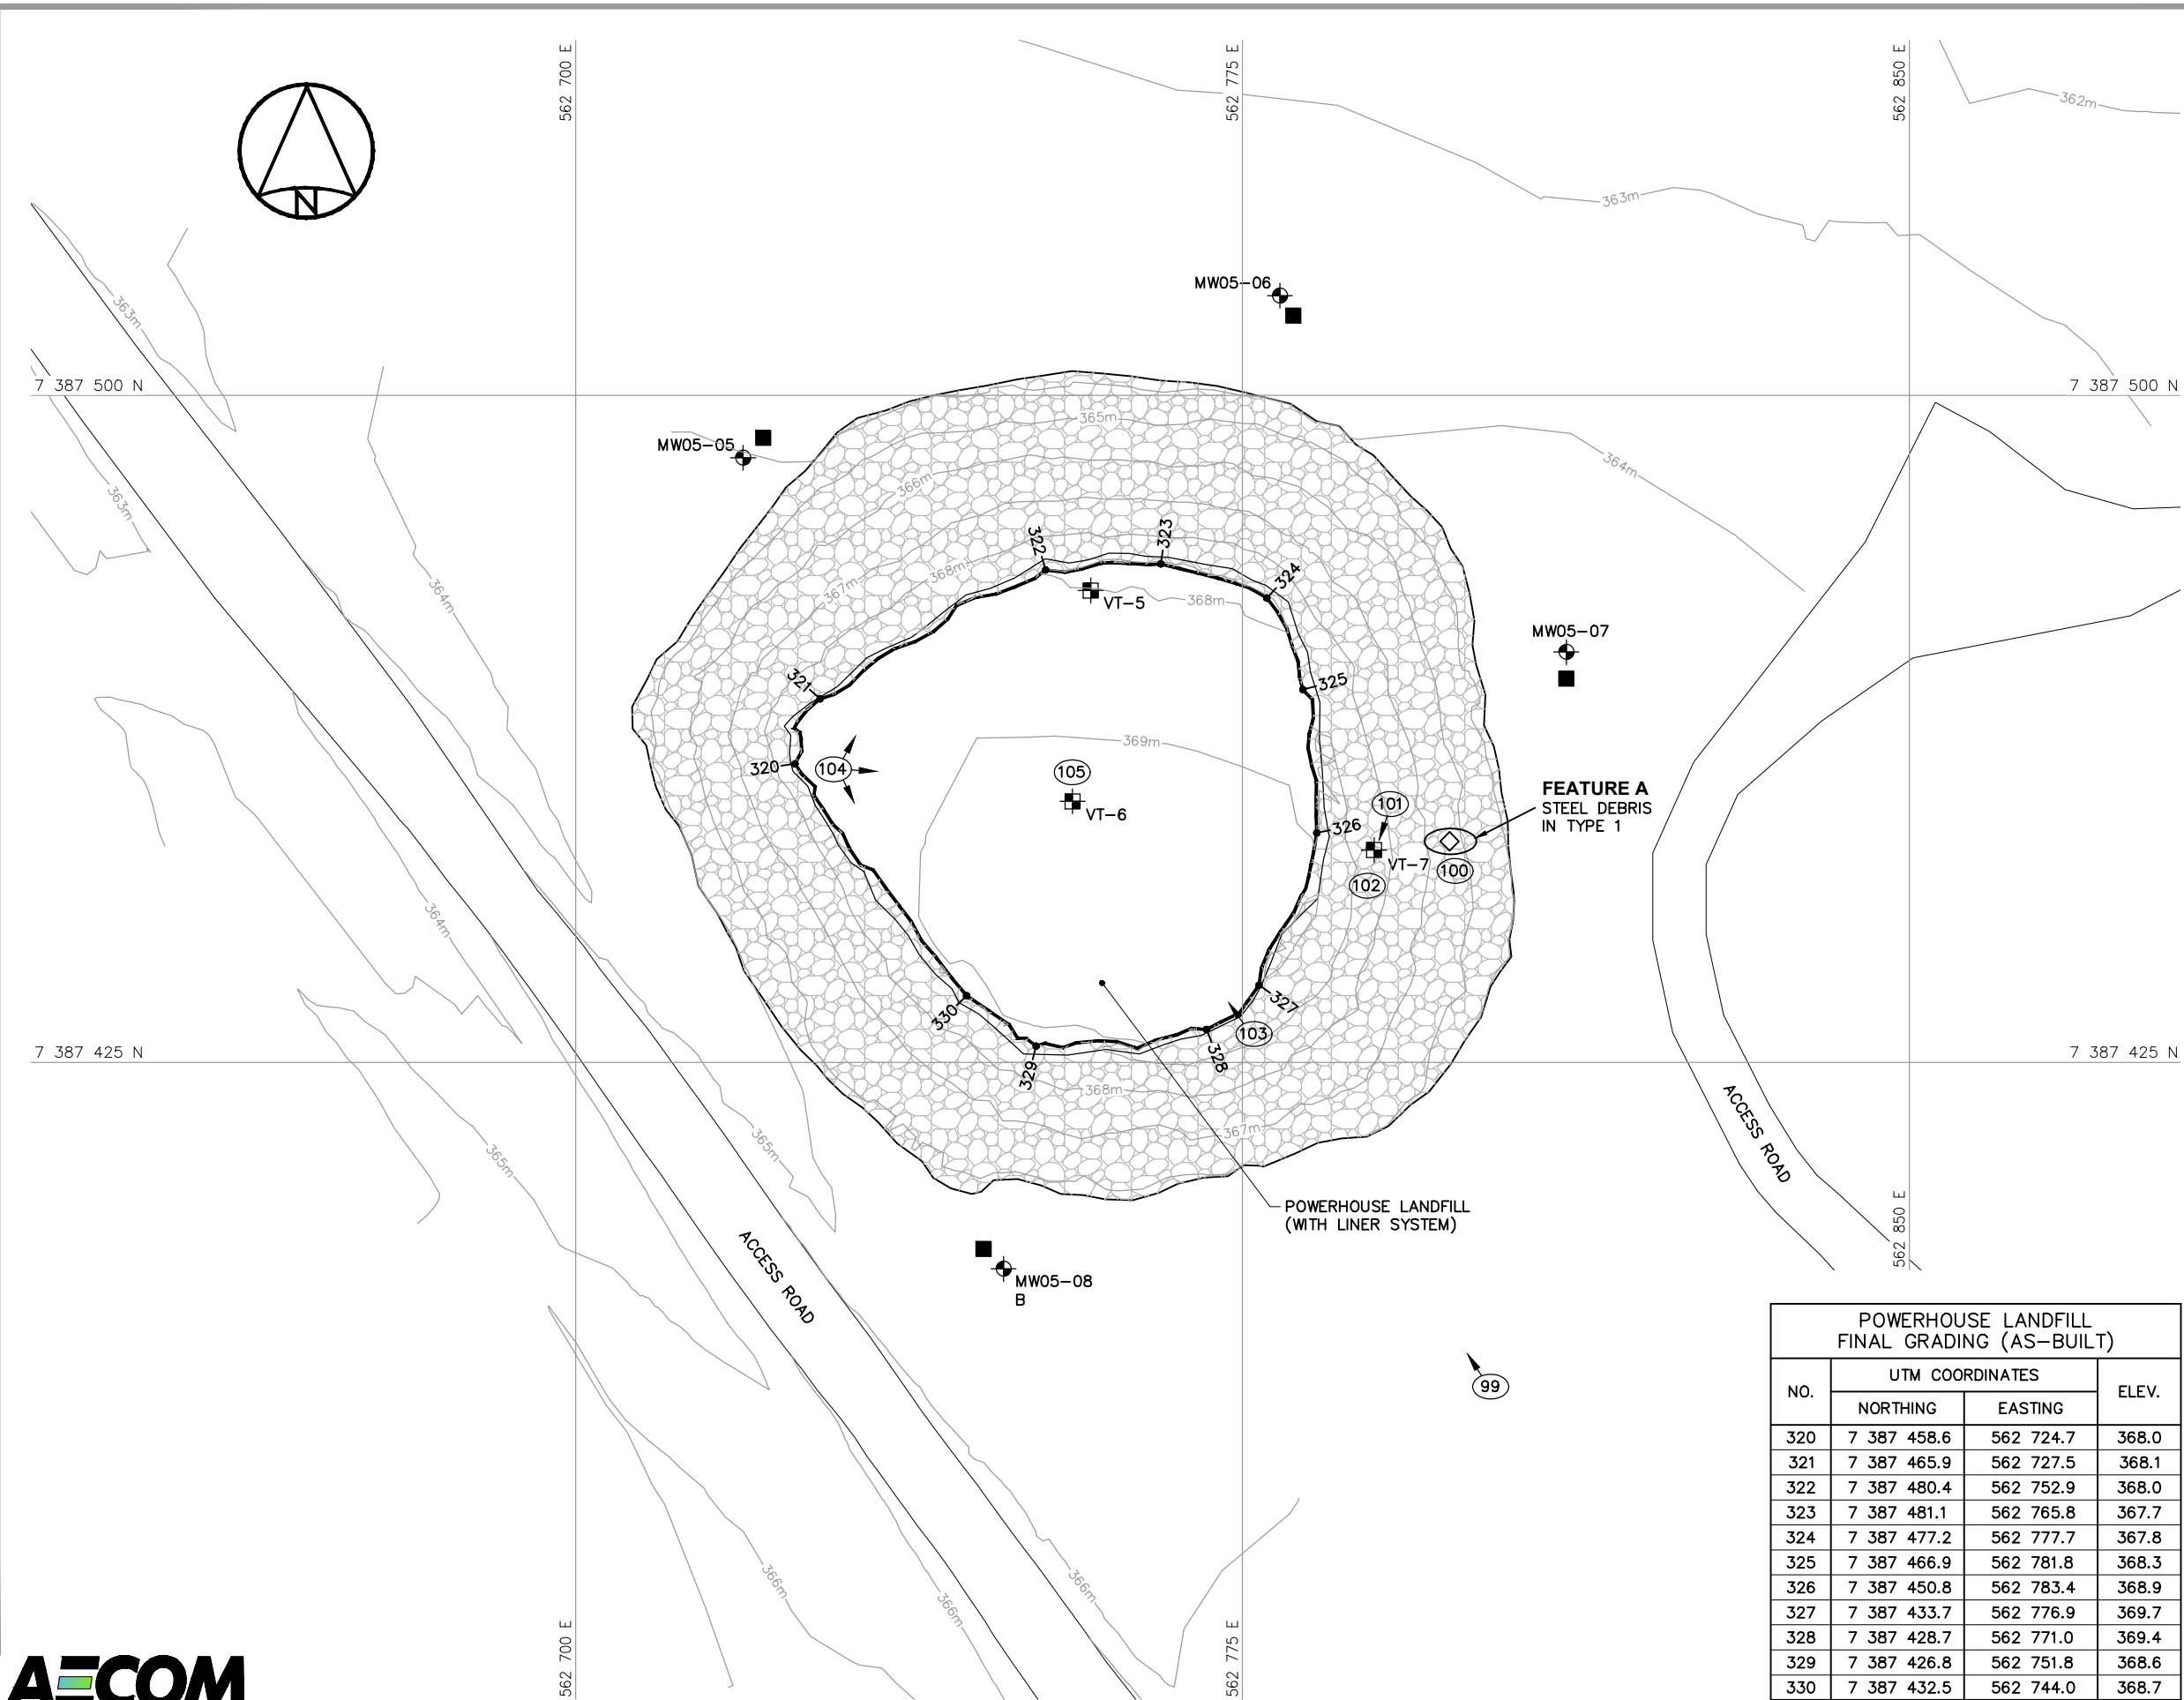 562 700 E
562 775 E
562 850 E
362m
N
363m
363m
MW05-06
7 387 500 N
7 387 500 N
365m
MW05-05
364m
366m
363m
322
323
368m
324
367m
364m
VT-5
368m
MW05-07
321
325
369m
320
104
105
FEATURE A
STEEL DEBRIS
IN TYPE 1
101
VT-6
326
VT-7
100
102
364m
327
330
103
328
7 387 425 N
7 387 425 N
329
368m
ACCESS ROAD
367m
365m
365m
POWERHOUSE LANDFILL
(WITH LINER SYSTEM)
562 850 E
ACCESS ROAD
MW05-08
B
99
366m
366m
366m
562 700 E
562 775 E
POWERHOUSE LANDFILL
FINAL GRADING (AS-BUILT)
NO. UTM COORDINATES ELEV.
NORTHING EASTING
320 7 387 458.6 562 724.7 368.0
321 7 387 465.9 562 727.5 368.1
322 7 387 480.4 562 752.9 368.0
323 7 387 481.1 562 765.8 367.7
324 7 387 477.2 562 777.7 367.8
325 7 387 466.9 562 781.8 368.3
326 7 387 450.8 562 783.4 368.9
327 7 387 433.7 562 776.9 369.7
328 7 387 428.7 562 771.0 369.4
329 7 387 426.8 562 751.8 368.6
330 7 387 432.5 562 744.0 368.7
AECOM